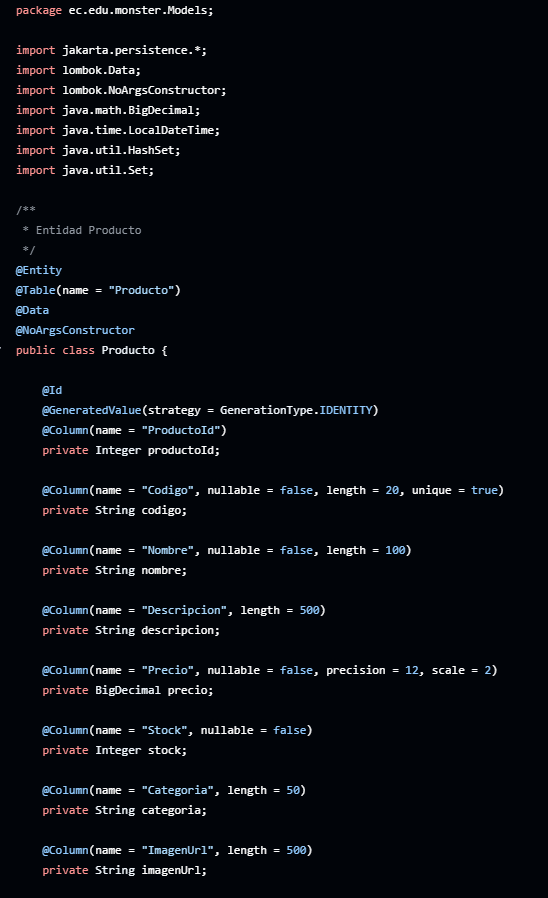 package ec.edu.monster.Models;
import jakarta.persistence.*;
import lombok.Data;
import lombok.NoArgsConstructor;
import java.math.BigDecimal;
import java.time.LocalDateTime;
import java.util.HashSet;
import java.util.Set;
/**
 * Entidad Producto
 */
@Entity
@Table(name = "Producto")
@Data
@NoArgsConstructor
public class Producto {
    @Id
    @GeneratedValue(strategy = GenerationType.IDENTITY)
    @Column(name = "ProductoId")
    private Integer productoId;
    @Column(name = "Codigo", nullable = false, length = 20, unique = true)
    private String codigo;
    @Column(name = "Nombre", nullable = false, length = 100)
    private String nombre;
    @Column(name = "Descripcion", length = 500)
    private String descripcion;
    @Column(name = "Precio", nullable = false, precision = 12, scale = 2)
    private BigDecimal precio;
    @Column(name = "Stock", nullable = false)
    private Integer stock;
    @Column(name = "Categoria", length = 50)
    private String categoria;
    @Column(name = "ImagenUrl", length = 500)
    private String imagenUrl;